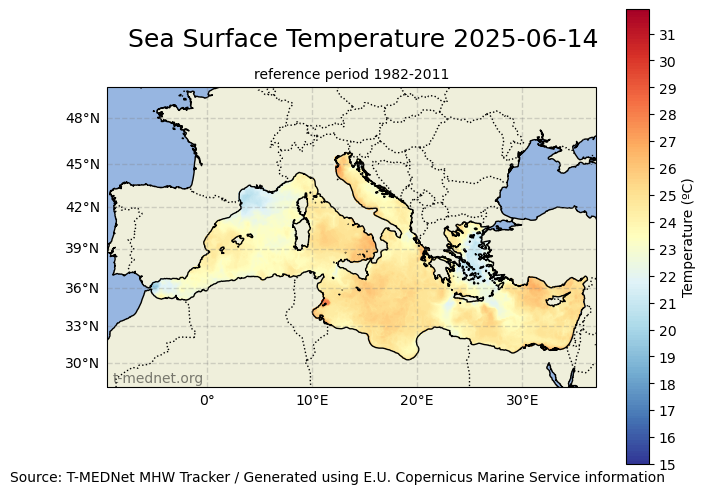 Sea Surface Temperature 2025-06-14
reference period 1982-2011
48°N
45°N
42°N
39°N
36°N
33°N
30°N
t-mednet.org
0°
10°E
20°E
30°E
31
30
29
28
27
26
25
24
23
22
21
20
19
18
17
16
15
Temperature (ºC)
Source: T-MEDNet MHW Tracker / Generated using E.U. Copernicus Marine Service information